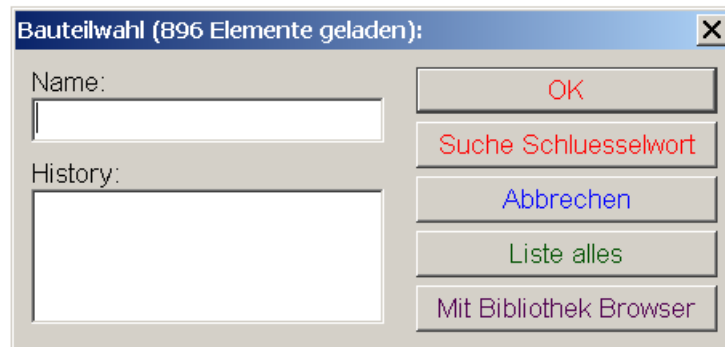 Bauteilwahl (896 Elemente geladen):
Name:
OK
Suche Schluesselwort
History:
Abbrechen
Liste alles
Mit Bibliothek Browser